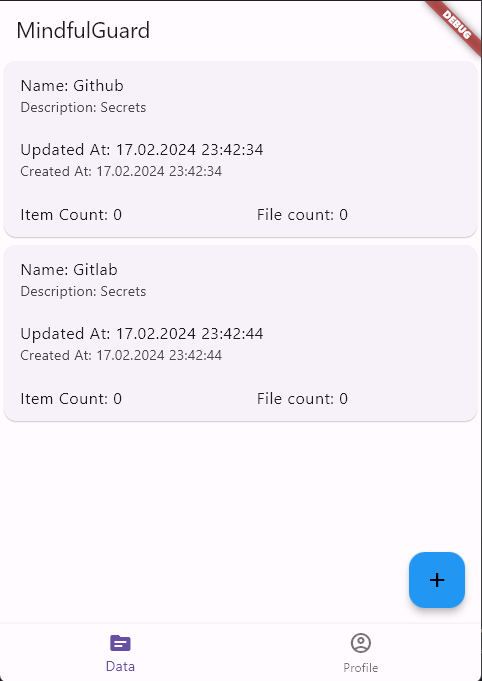 MindfulGuard
DEBUG
Name: Github
Description: Secrets
Updated At: 17.02.2024 23:42:34
Created At: 17.02.2024 23:42:34
Item Count: 0 File count: 0
Name: Gitlab
Description: Secrets
Updated At: 17.02.2024 23:42:44
Created At: 17.02.2024 23:42:44
Item Count: 0 File count: 0
+
Data Profile